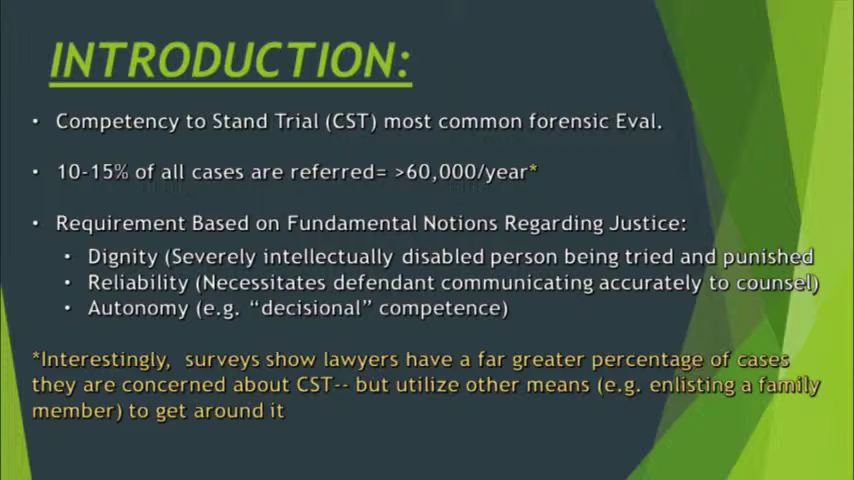 INTRODUCTION:
• Competency to Stand Trial (CST) most common forensic Eval.
• 10-15% of all cases are referred= >60,000/year*
• Requirement Based on Fundamental Notions Regarding Justice:
• Dignity (Severely intellectually disabled person being tried and punished
• Reliability (Necessitates defendant communicating accurately to counsel)
• Autonomy (e.g. “decisional” competence)
*Interestingly, surveys show lawyers have a far greater percentage of cases
they are concerned about CST-- but utilize other means (e.g. enlisting a family
member) to get around it